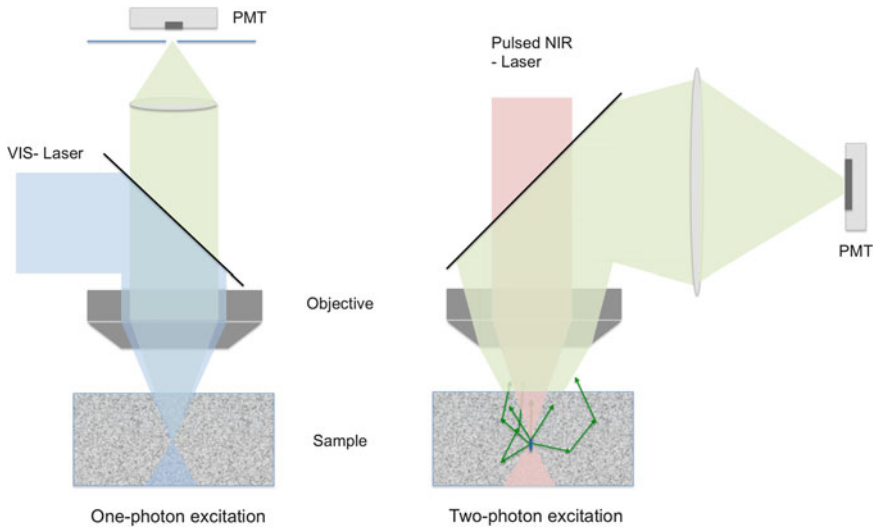 PMT
Pulsed NIR
- Laser
VIS- Laser
PMT
Objective
Sample
One-photon excitation
Two-photon excitation